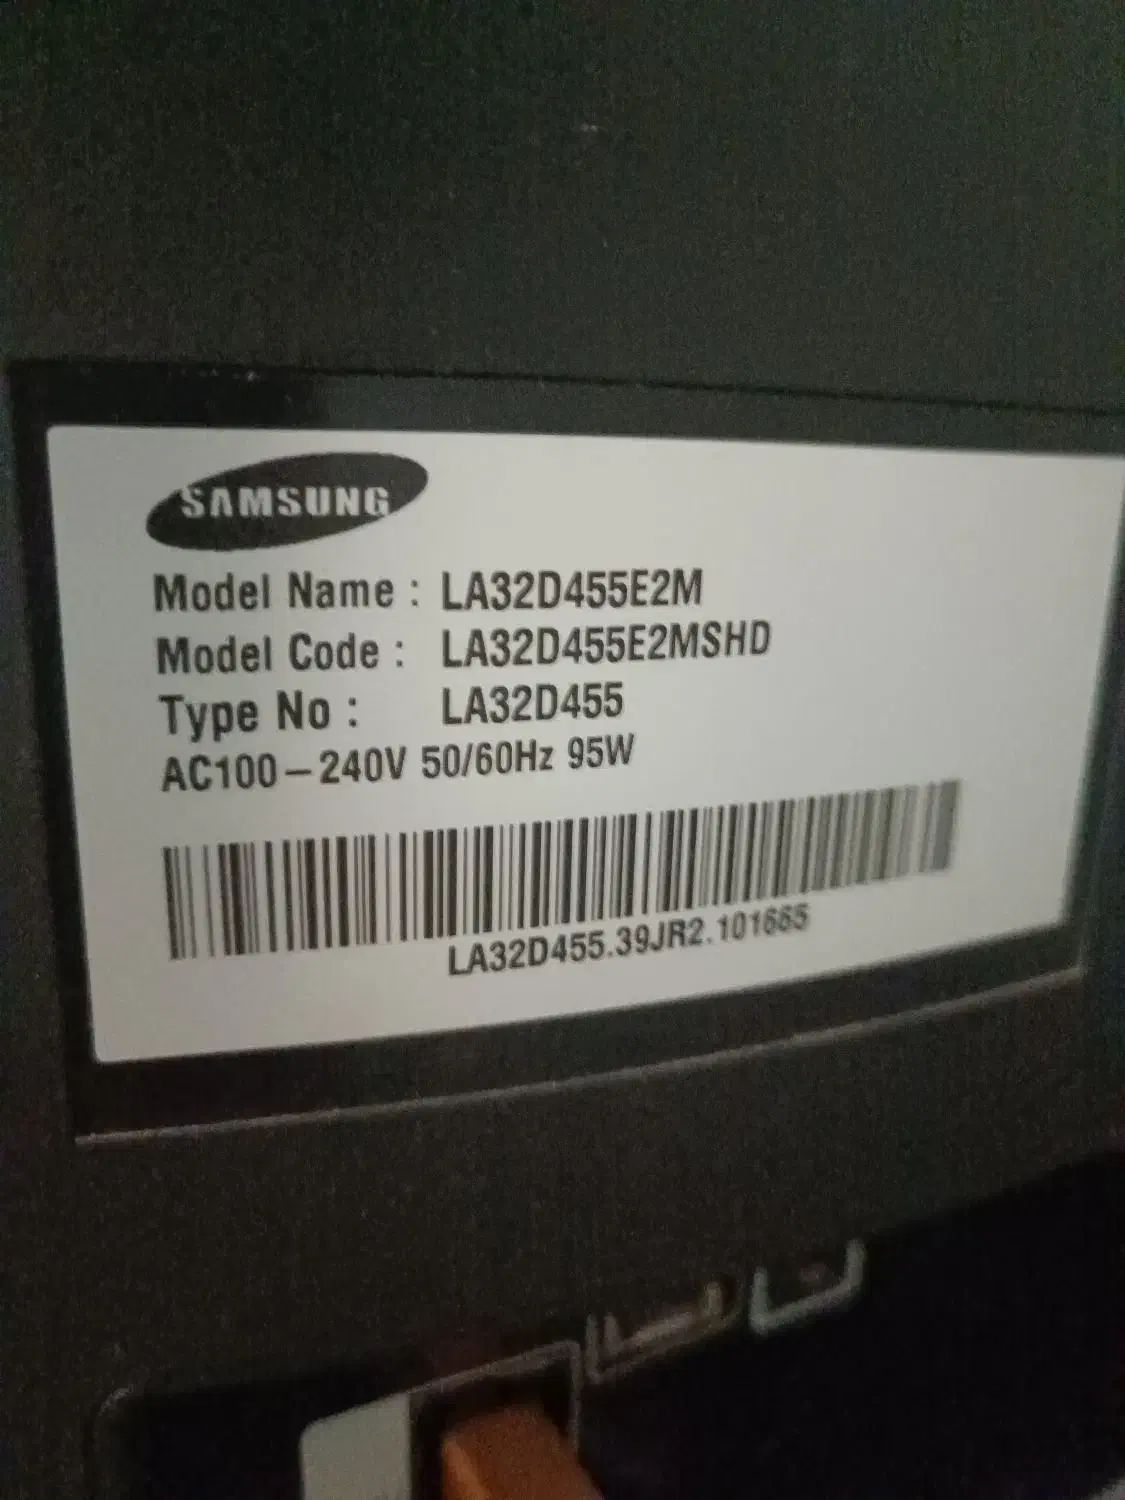 SAMSUNG
Model Name : LA32D455E2M
Model Code : LA32D455E2MSHD
Type No : LA32D455
AC100–240V 50/60Hz 95W
LA32D455.39JR2.101665